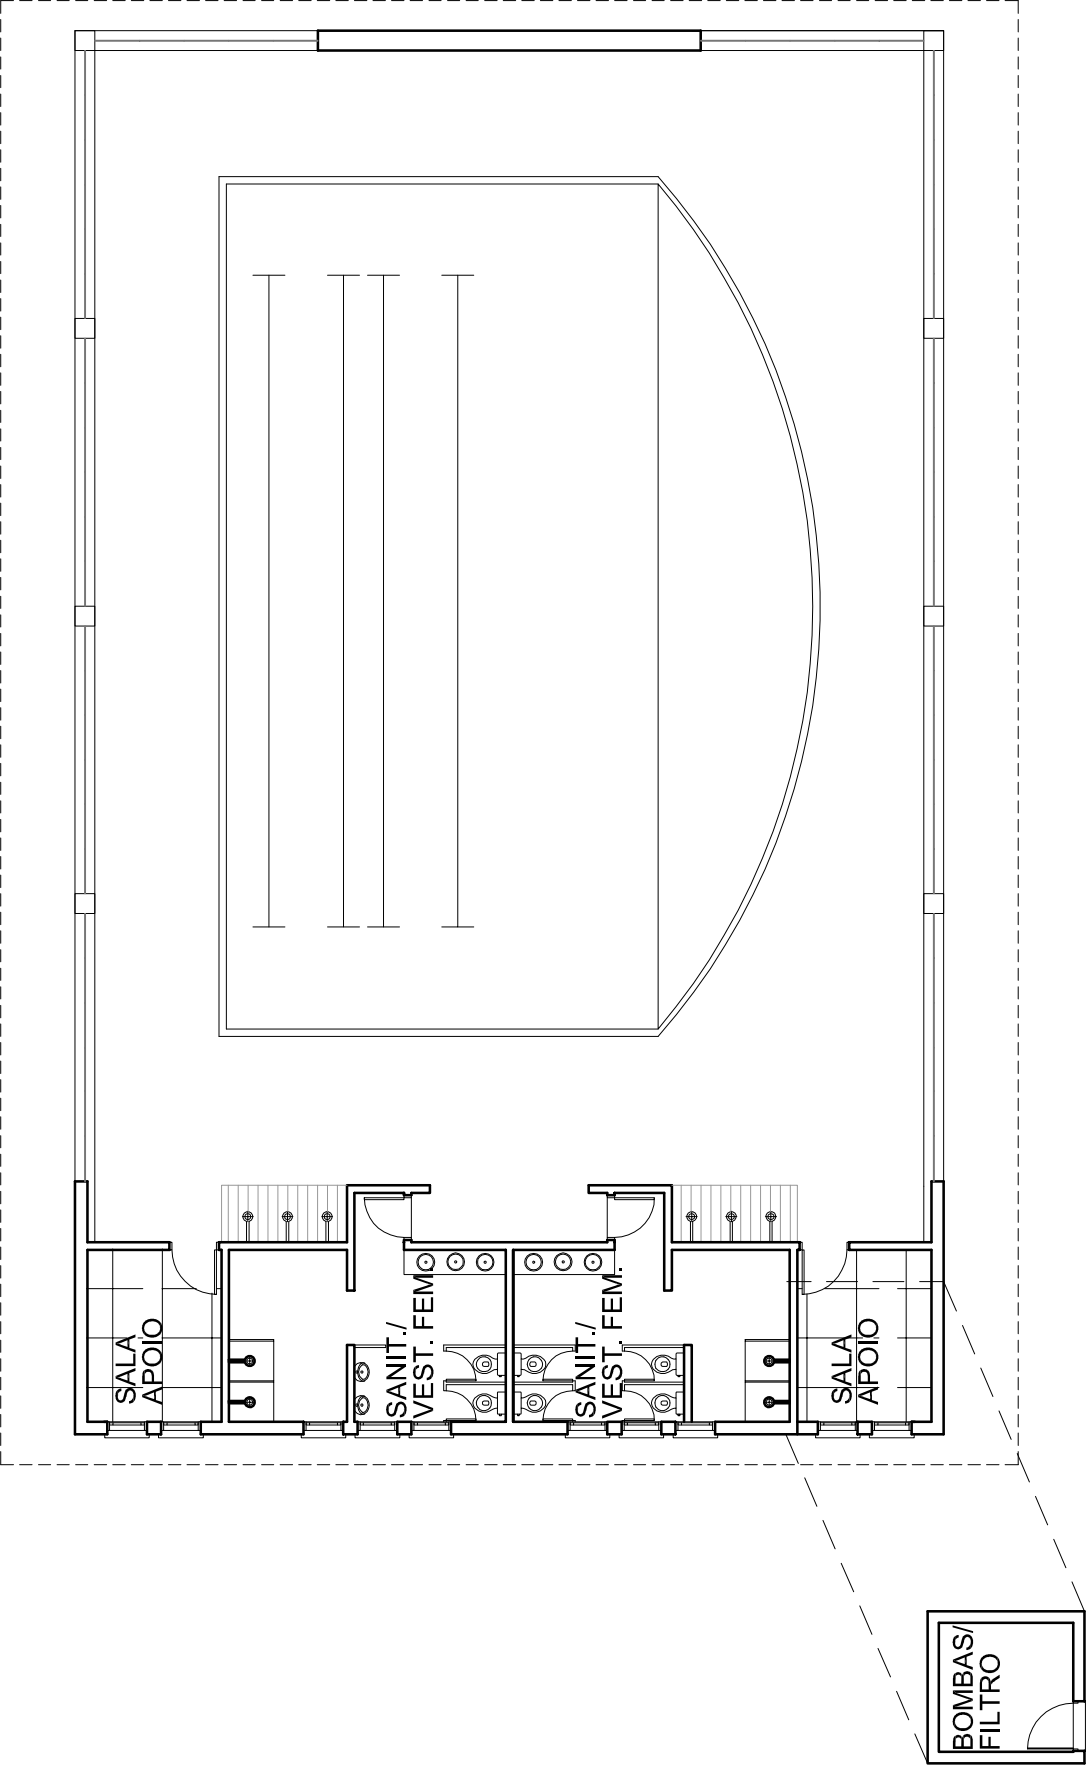 SALA
APOIO
SANIT./
VEST. FEM.
SANIT./
VEST. FEM.
SALA
APOIO
BOMBAS/
FILTRO